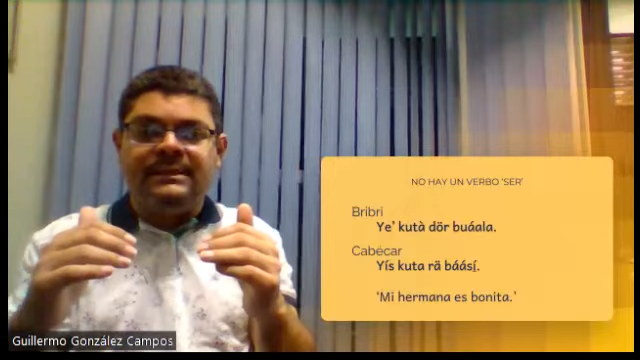 NO HAY UN VERBO 'SER'
Bribri
Ye' kutà dör buáala.
Cabécar
Yís kuta rä báásị́.
'Mi hermana es bonita.'
Guillermo González Campos